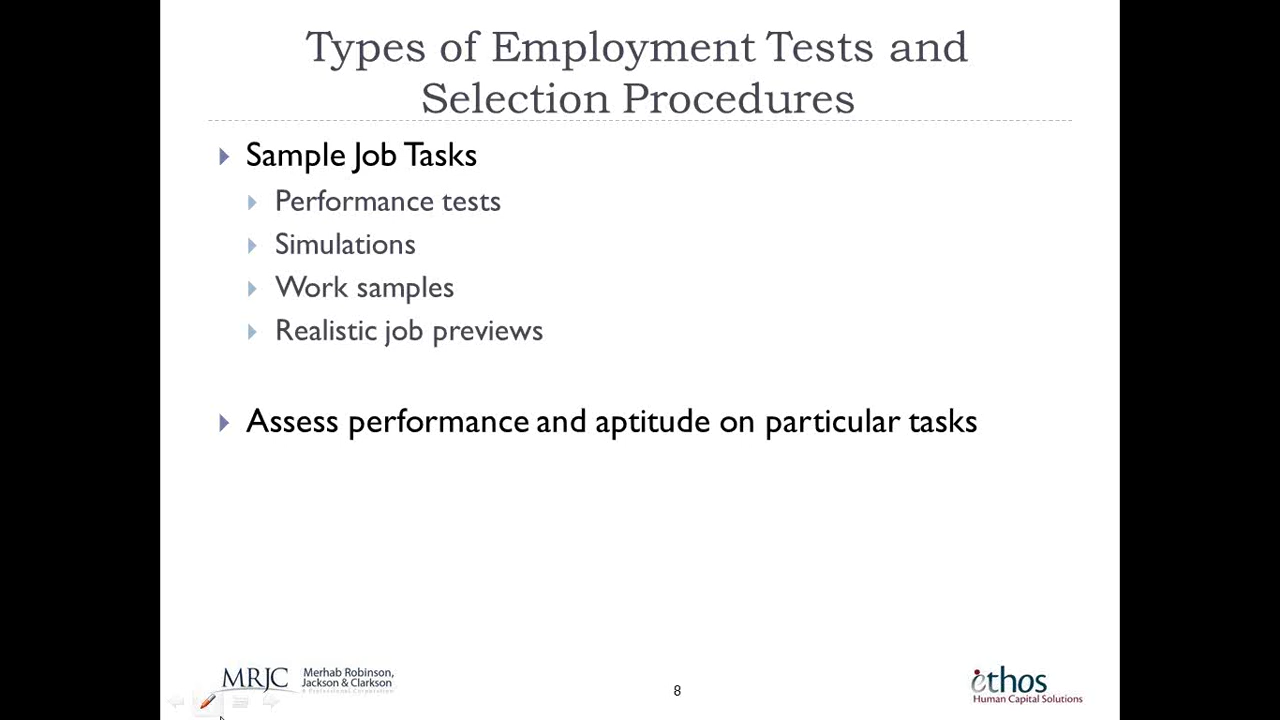 Types of Employment Tests and
Selection Procedures
Sample Job Tasks
Performance tests
Simulations
Work samples
Realistic job previews
Assess performance and aptitude on particular tasks
MRJC Merhab Robinson,
Jackson & Clarkson
A Professional Corporation
8
ethos
Human Capital Solutions